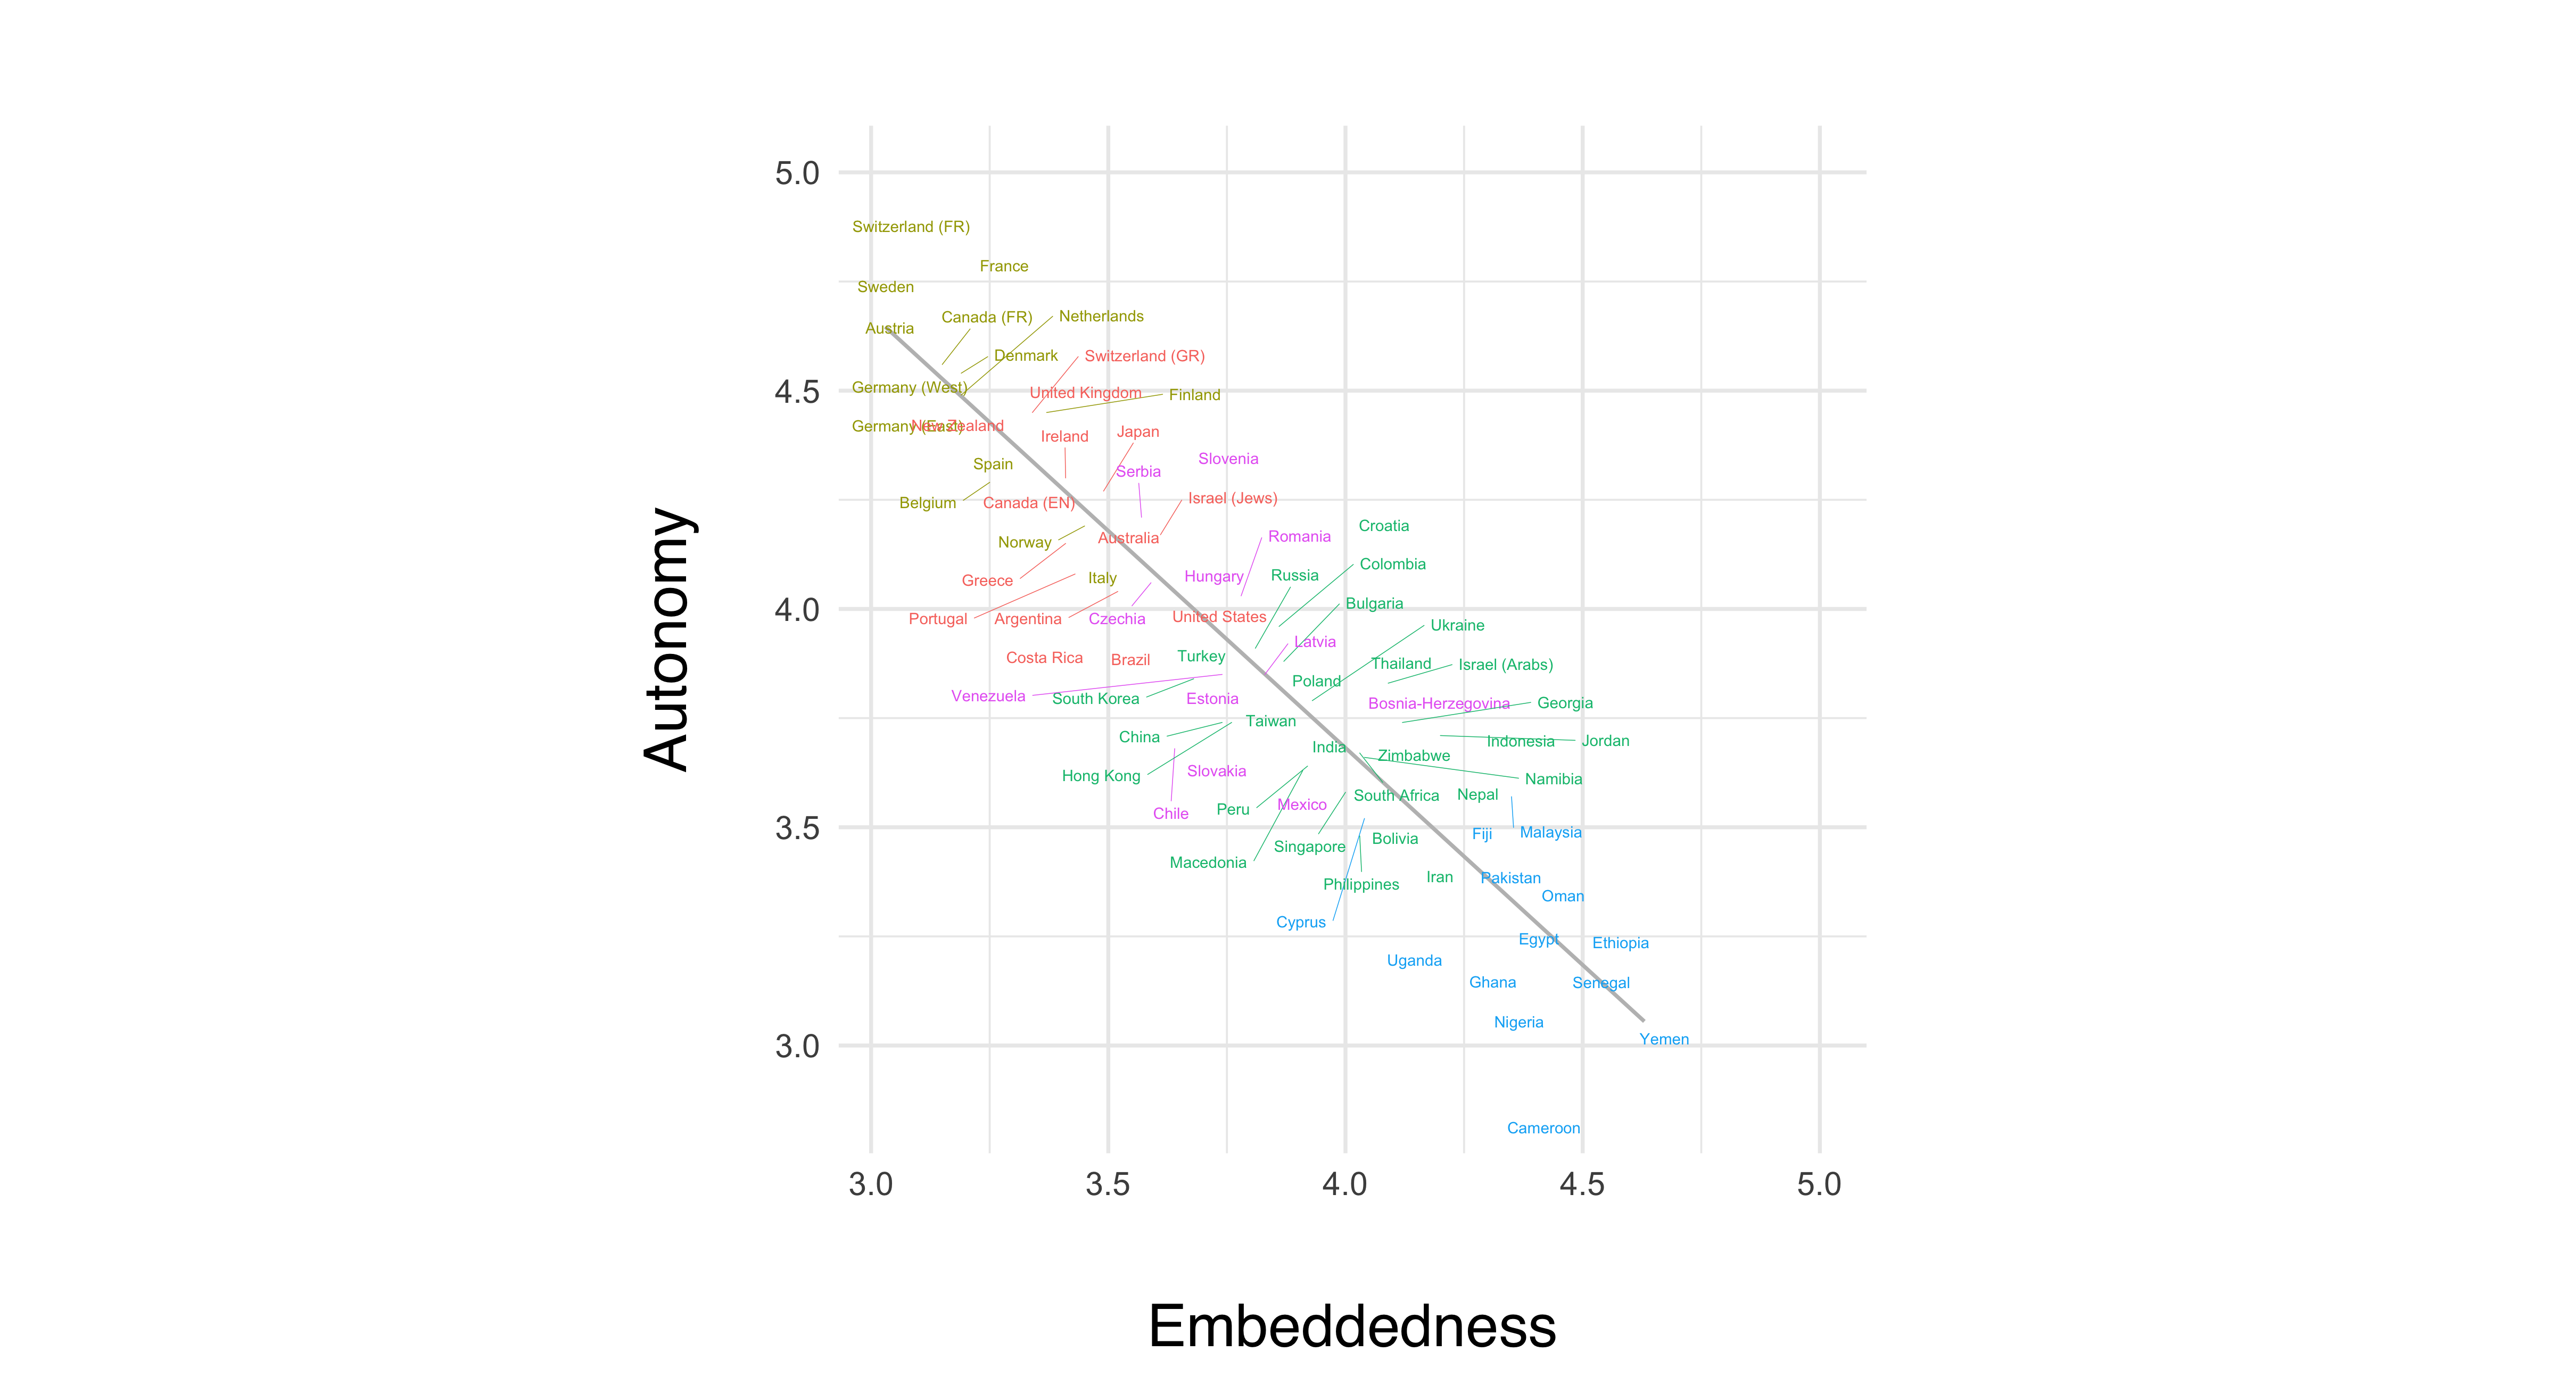 5.0
Switzerland (FR)
France
Sweden
Canada (FR)
Netherlands
Austria
Denmark
Switzerland (GR)
4.5
Germany (West)
United Kingdom
Finland
Germany (East)
New Zealand
Ireland
Japan
Spain
Serbia
Slovenia
Belgium
Canada (EN)
Israel (Jews)
Croatia
Norway
Australia
Romania
Colombia
Greece
Italy
Hungary
Russia
4.0
Bulgaria
Portugal
Argentina
Czechia
United States
Ukraine
Latvia
Costa Rica
Brazil
Turkey
Thailand
Israel (Arabs)
Poland
Venezuela
South Korea
Estonia
Bosnia-Herzegovina
Georgia
Taiwan
China
India
Indonesia
Jordan
Zimbabwe
Hong Kong
Slovakia
Namibia
Chile
Peru
Mexico
South Africa
Nepal
3.5
Fiji
Malaysia
Singapore
Bolivia
Macedonia
Philippines
Iran
Pakistan
Oman
Cyprus
Egypt
Ethiopia
Uganda
Ghana
Senegal
Nigeria
3.0
Yemen
Cameroon
3.0
3.5
4.0
4.5
5.0
Autonomy
Embeddedness